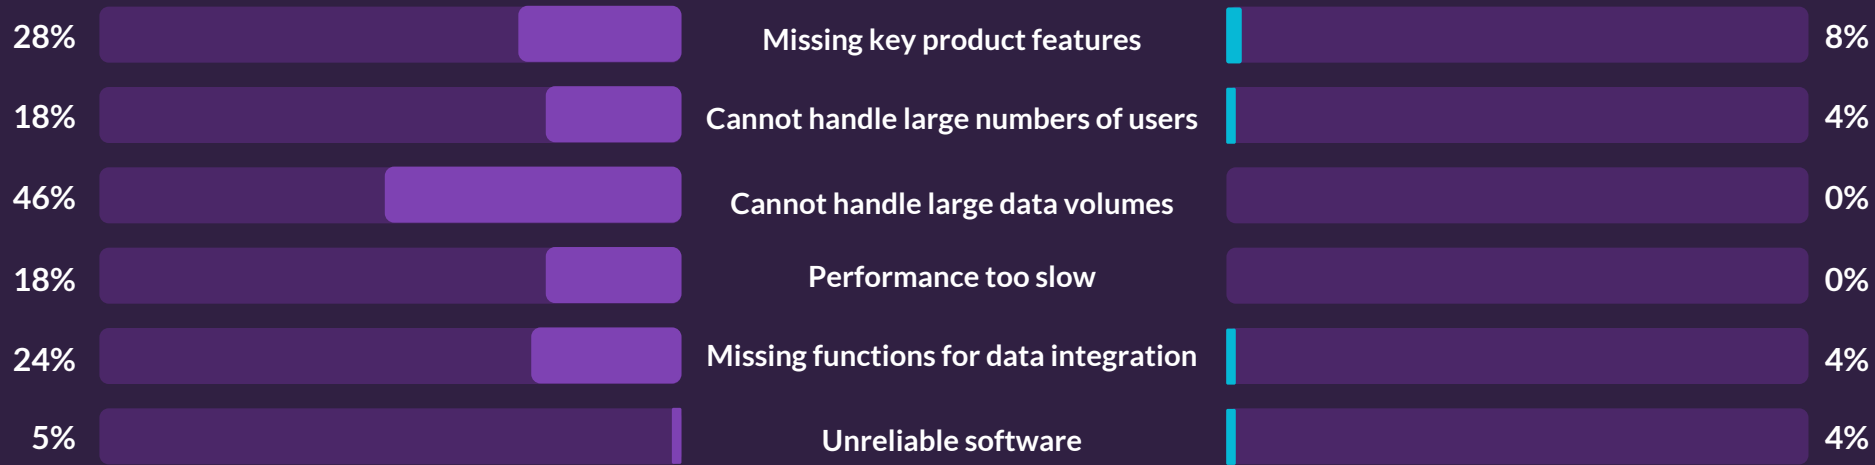 28% Missing key product features 8%
18% Cannot handle large numbers of users 4%
46% Cannot handle large data volumes 0%
18% Performance too slow 0%
24% Missing functions for data integration 4%
5% Unreliable software 4%